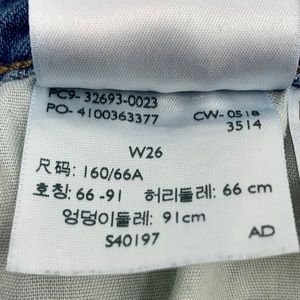 PC9- 32693-0023
PO- 4100363377 CW- 0518
3514
W26
尺码: 160/66A
호칭: 66 -91 허리둘레: 66 cm
엉덩이둘레: 91cm
S40197 AD